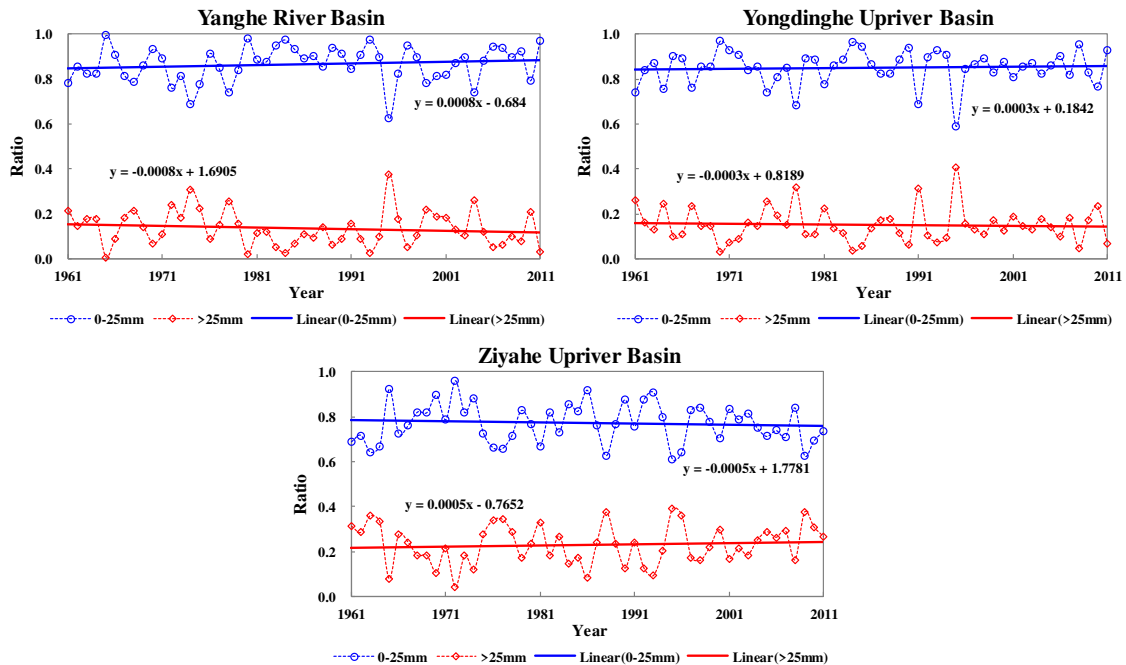 Yanghe River Basin
1.0
0.8
0.6
0.4
0.2
0.0
Ratio
y = 0.0008x - 0.684
y = -0.0008x + 1.6905
1961 1971 1981 1991 2001 2011
Year
0-25mm >25mm Linear(0-25mm) Linear(>25mm)
Yongdinghe Upriver Basin
1.0
0.8
0.6
0.4
0.2
0.0
Ratio
y = 0.0003x + 0.1842
y = -0.0003x + 0.8189
1961 1971 1981 1991 2001 2011
Year
0-25mm >25mm Linear(0-25mm) Linear(>25mm)
Ziyahe Upriver Basin
1.0
0.8
0.6
0.4
0.2
0.0
Ratio
y = -0.0005x + 1.7781
y = 0.0005x - 0.7652
1961 1971 1981 1991 2001 2011
Year
0-25mm >25mm Linear(0-25mm) Linear(>25mm)